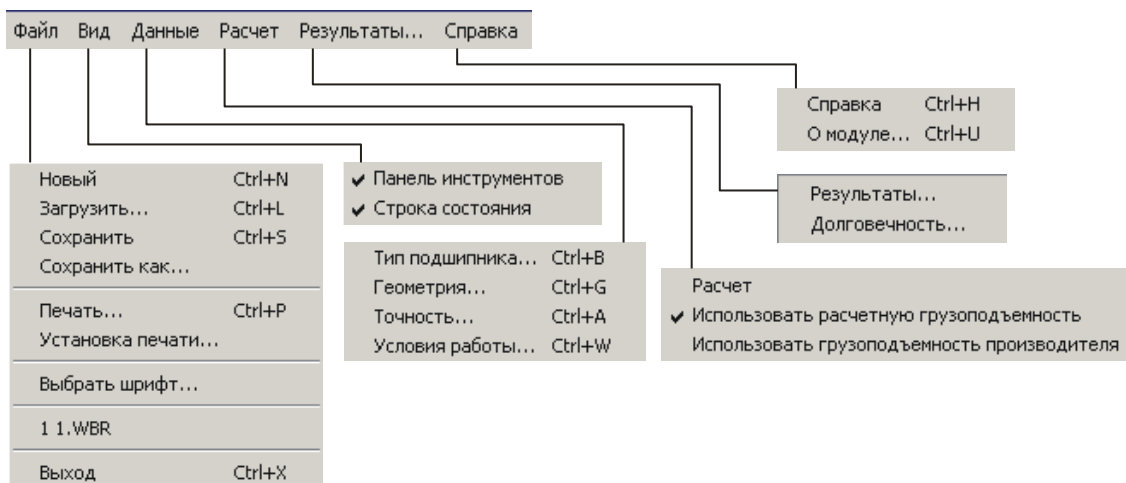 Файл Вид Данные Расчет Результаты... Справка
Справка Ctrl+H
О модуле... Ctrl+U
Новый Ctrl+N
Загрузить... Ctrl+L
Сохранить Ctrl+S
Сохранить как...
Печать... Ctrl+P
Установка печати...
Выбрать шрифт...
1 1.WBR
Выход Ctrl+X
Панель инструментов
Строка состояния
Тип подшипника... Ctrl+B
Геометрия... Ctrl+G
Точность... Ctrl+A
Условия работы... Ctrl+W
Результаты...
Долговечность...
Расчет
Использовать расчетную грузоподъемность
Использовать грузоподъемность производителя